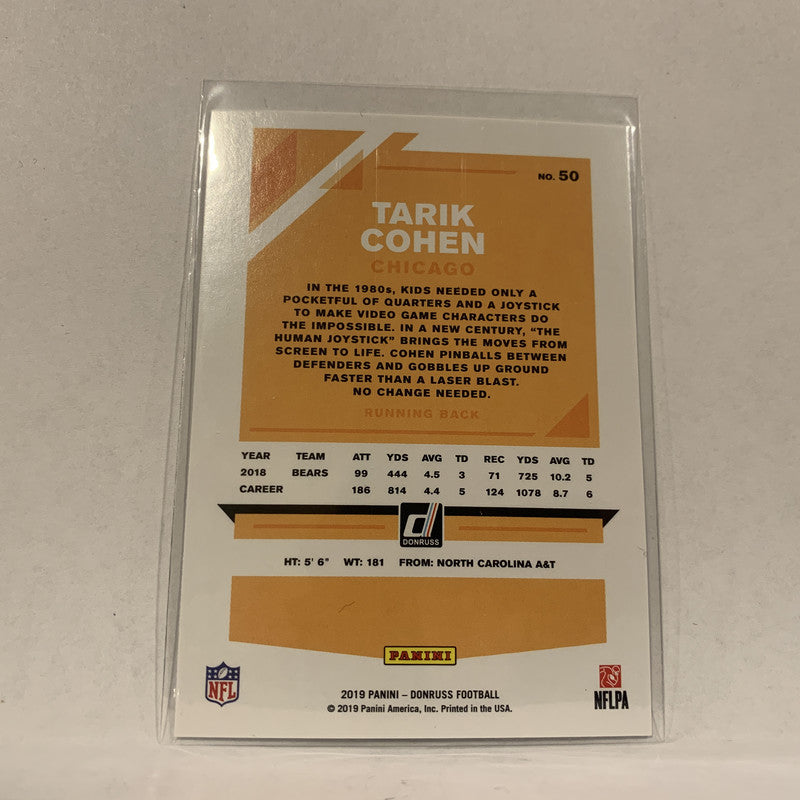 NO. 50
TARIK
COHEN
CHICAGO
IN THE 1980s, KIDS NEEDED ONLY A
POCKETFUL OF QUARTERS AND A JOYSTICK
TO MAKE VIDEO GAME CHARACTERS DO
THE IMPOSSIBLE. IN A NEW CENTURY, "THE
HUMAN JOYSTICK" BRINGS THE MOVES FROM
SCREEN TO LIFE. COHEN PINBALLS BETWEEN
DEFENDERS AND GOBBLES UP GROUND
FASTER THAN A LASER BLAST.
NO CHANGE NEEDED.
RUNNING BACK
YEAR TEAM ATT YDS AVG TD REC YDS AVG TD
2018 BEARS 99 444 4.5 3 71 725 10.2 5
CAREER 186 814 4.4 5 124 1078 8.7 6
d
DONRUSS
HT: 5' 6" WT: 181 FROM: NORTH CAROLINA A&T
PANINI
NFL
2019 PANINI – DONRUSS FOOTBALL
© 2019 Panini America, Inc. Printed in the USA.
NFLPA